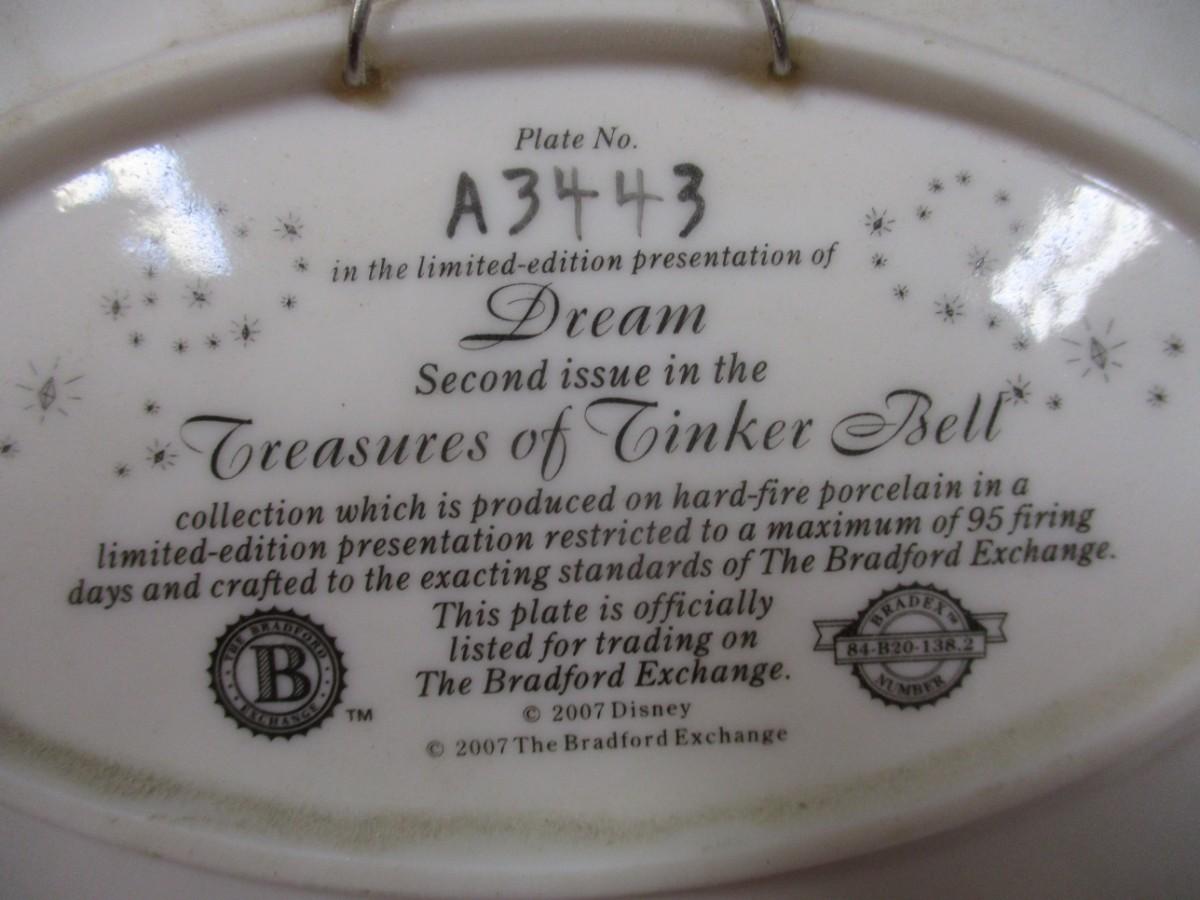 Plate No.
A3443
in the limited-edition presentation of
Dream
Second issue in the
Treasures of Tinker Bell
collection which is produced on hard-fire porcelain in a
limited-edition presentation restricted to a maximum of 95 firing
days and crafted to the exacting standards of The Bradford Exchange.
This plate is officially
listed for trading on
The Bradford Exchange.
© 2007 Disney
© 2007 The Bradford Exchange
THE BRADFORD
B
EXCHANGE
TM
BRADEX™
84-B20-138.2
NUMBER